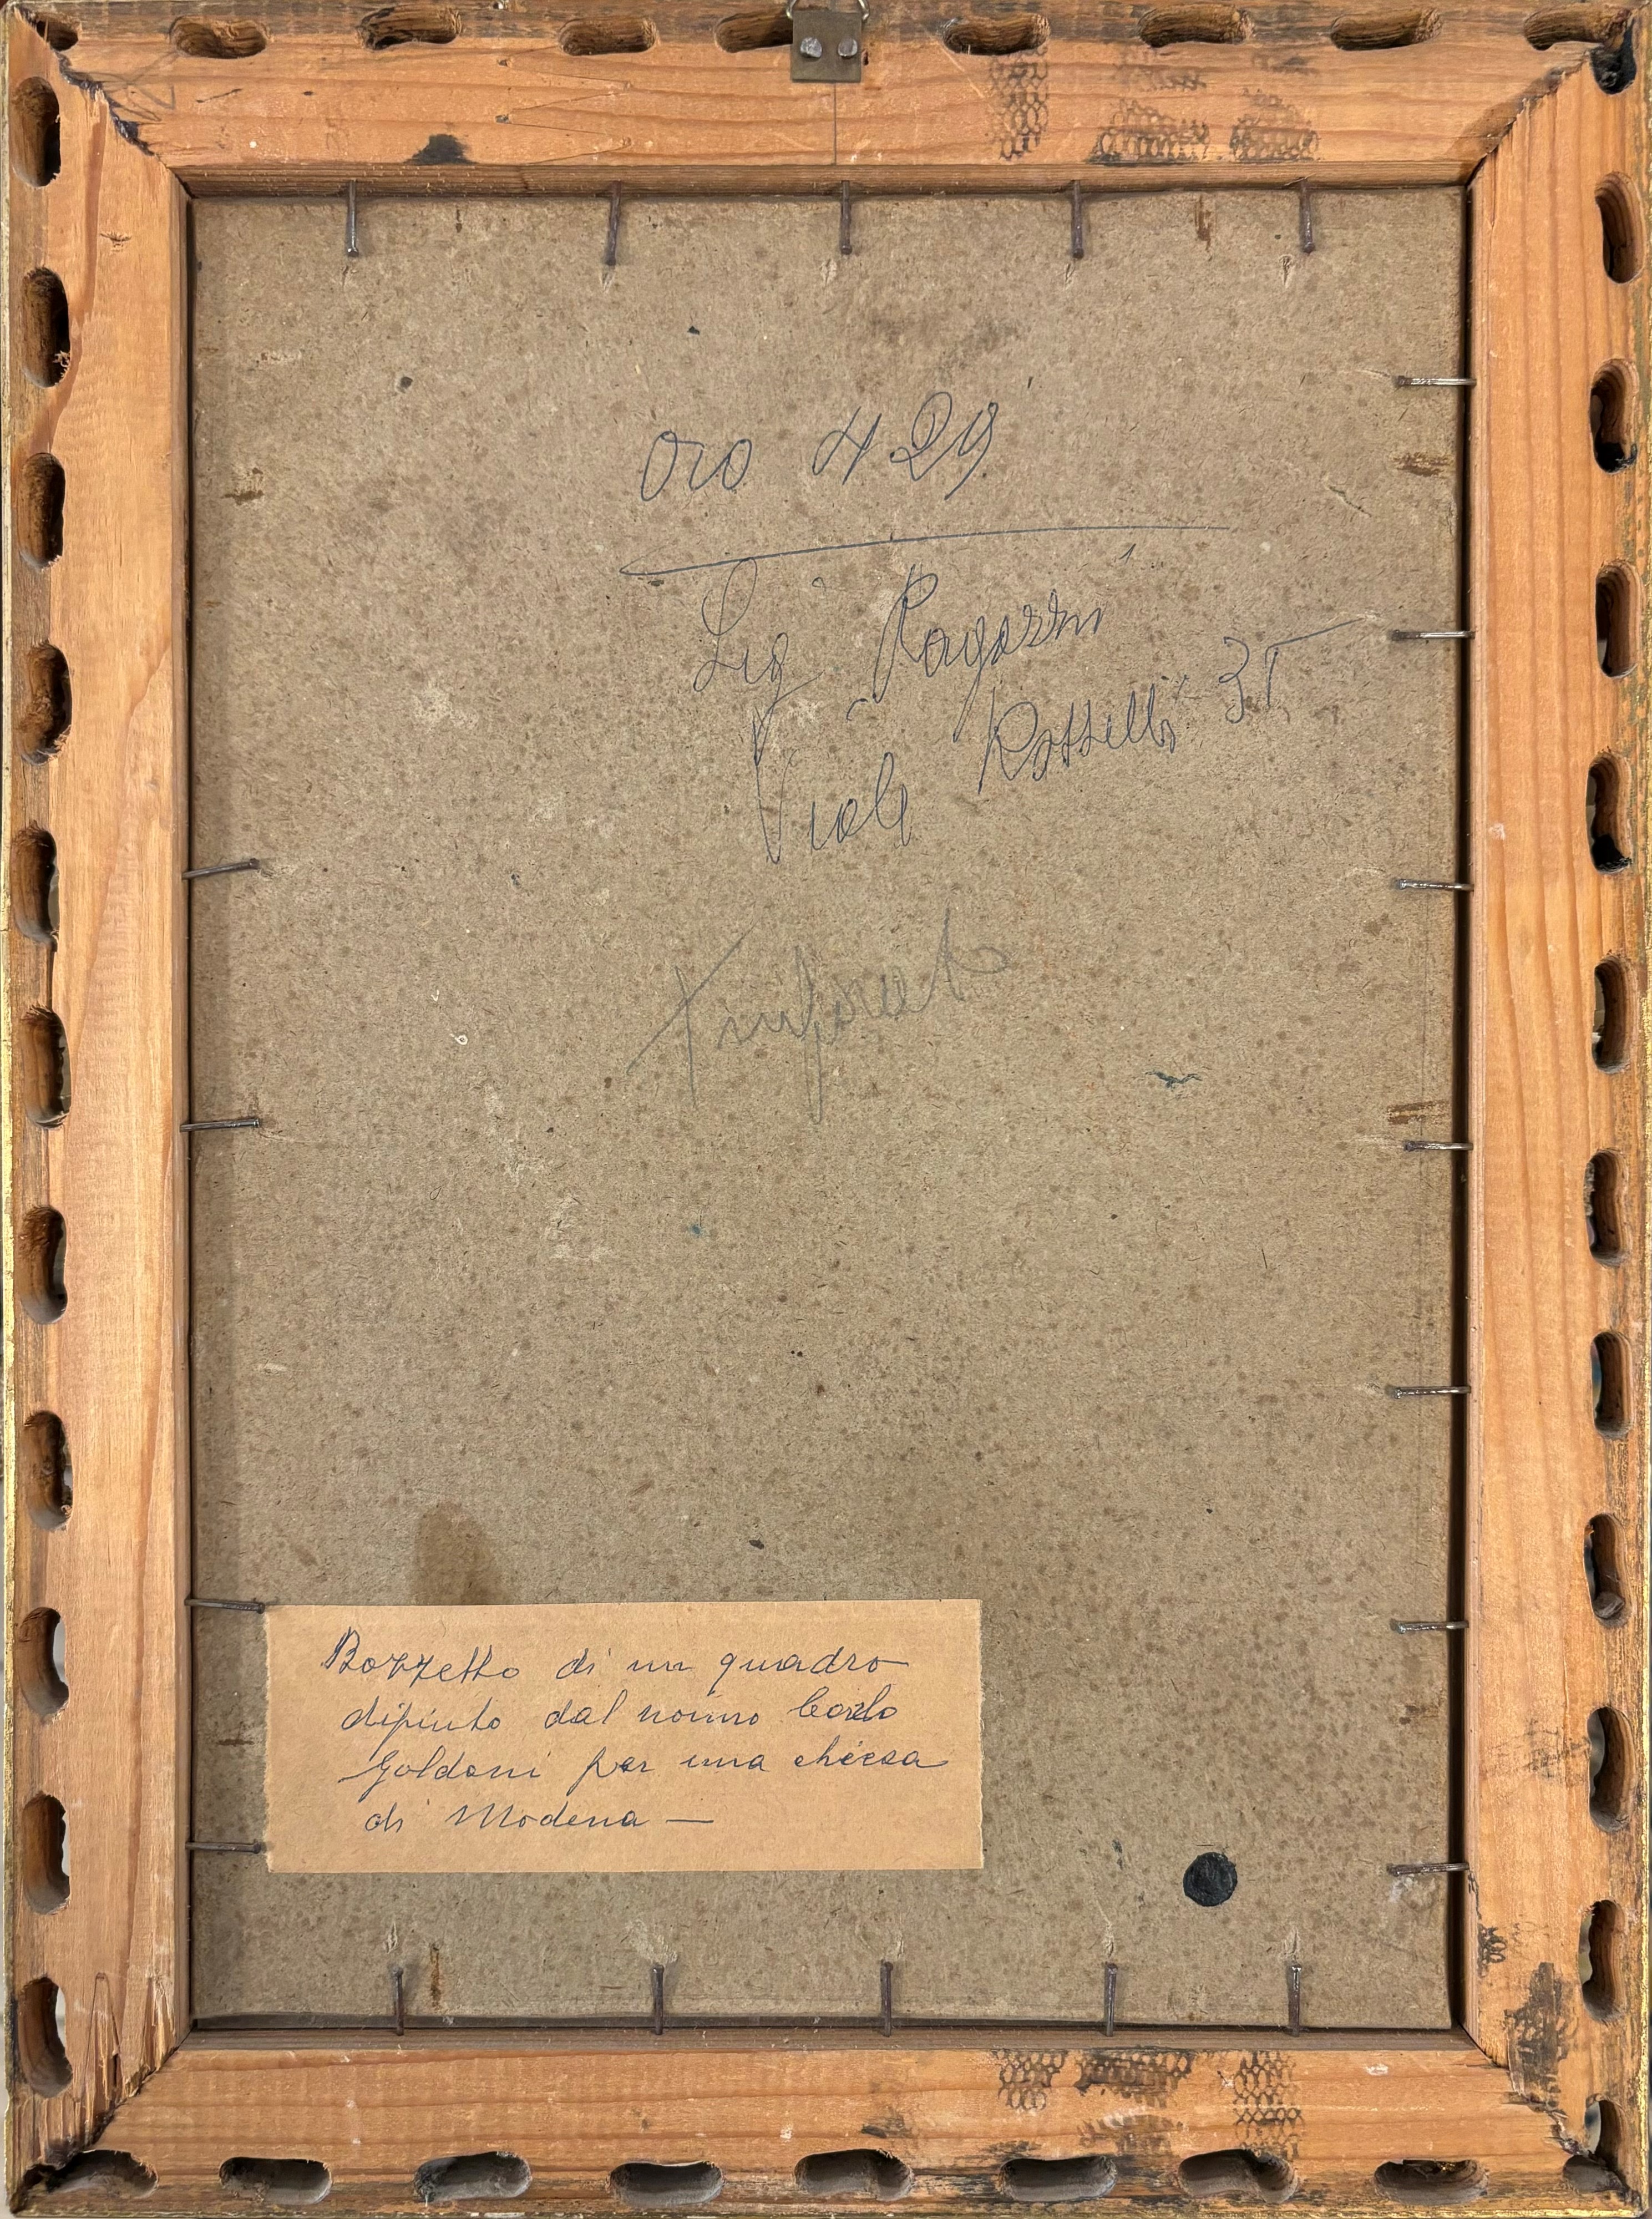 oro 429
Sig Ragazzi
Viale Rosselli 35
Bozzetto di un quadro
dipinto dal nonno Carlo
Goldoni per una chiesa
di Modena —